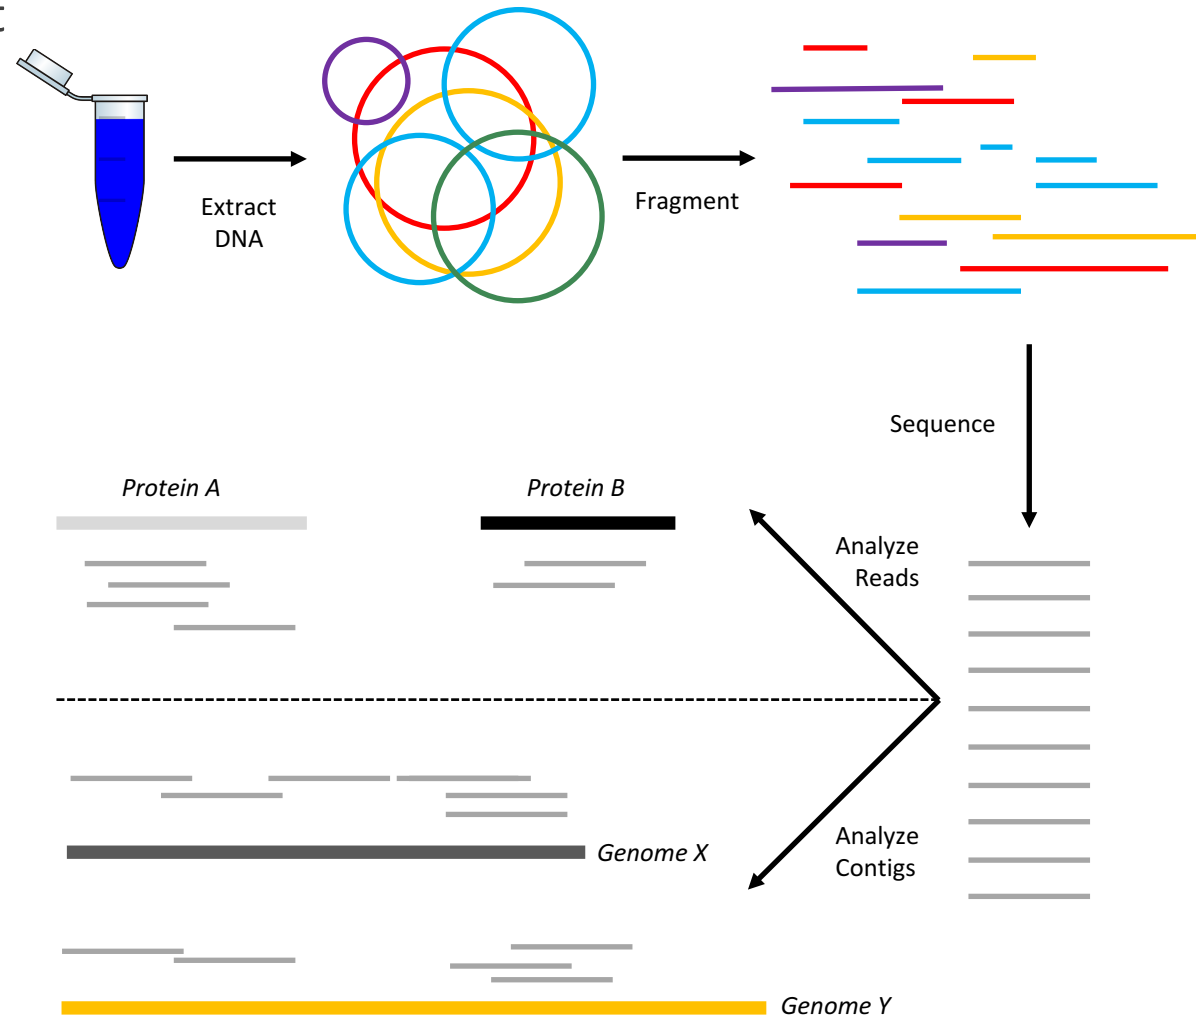 Extract
DNA
Fragment
Sequence
Protein A
Protein B
Analyze
Reads
Genome X
Analyze
Contigs
Genome Y